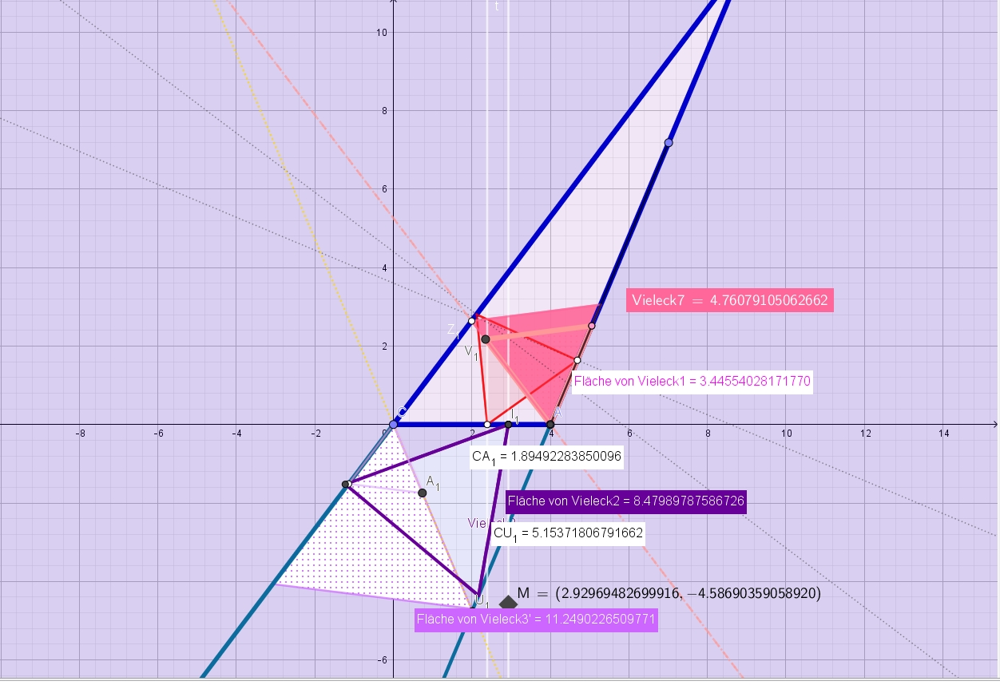 t
10
8
6
4
Vieleck7 = 4.76079105062662
Z₁
2
V₁
Fläche von Vieleck1 = 3.44554028171770
C
I₁
A
-8
-6
-4
-2
0
2
4
6
8
10
12
14
CA₁ = 1.89492283850096
A₁
Fläche von Vieleck2 = 8.47989787586726
CU₁ = 5.15371806791662
M = (2.92969482699916, −4.58690359058920)
U₁
Fläche von Vieleck3' = 11.2490226509771
-6